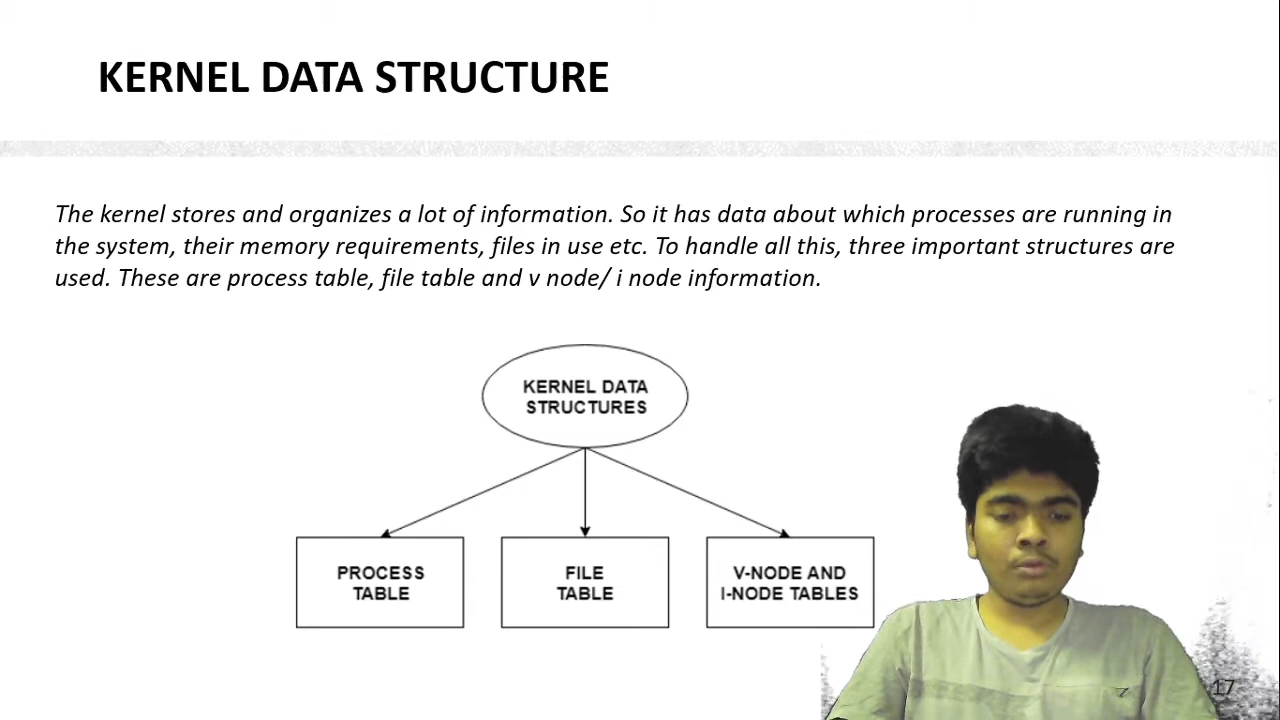 KERNEL DATA STRUCTURE
The kernel stores and organizes a lot of information. So it has data about which processes are running in
the system, their memory requirements, files in use etc. To handle all this, three important structures are
used. These are process table, file table and v node/ i node information.
KERNEL DATA
STRUCTURES
PROCESS
TABLE
FILE
TABLE
V-NODE AND
I-NODE TABLES
17